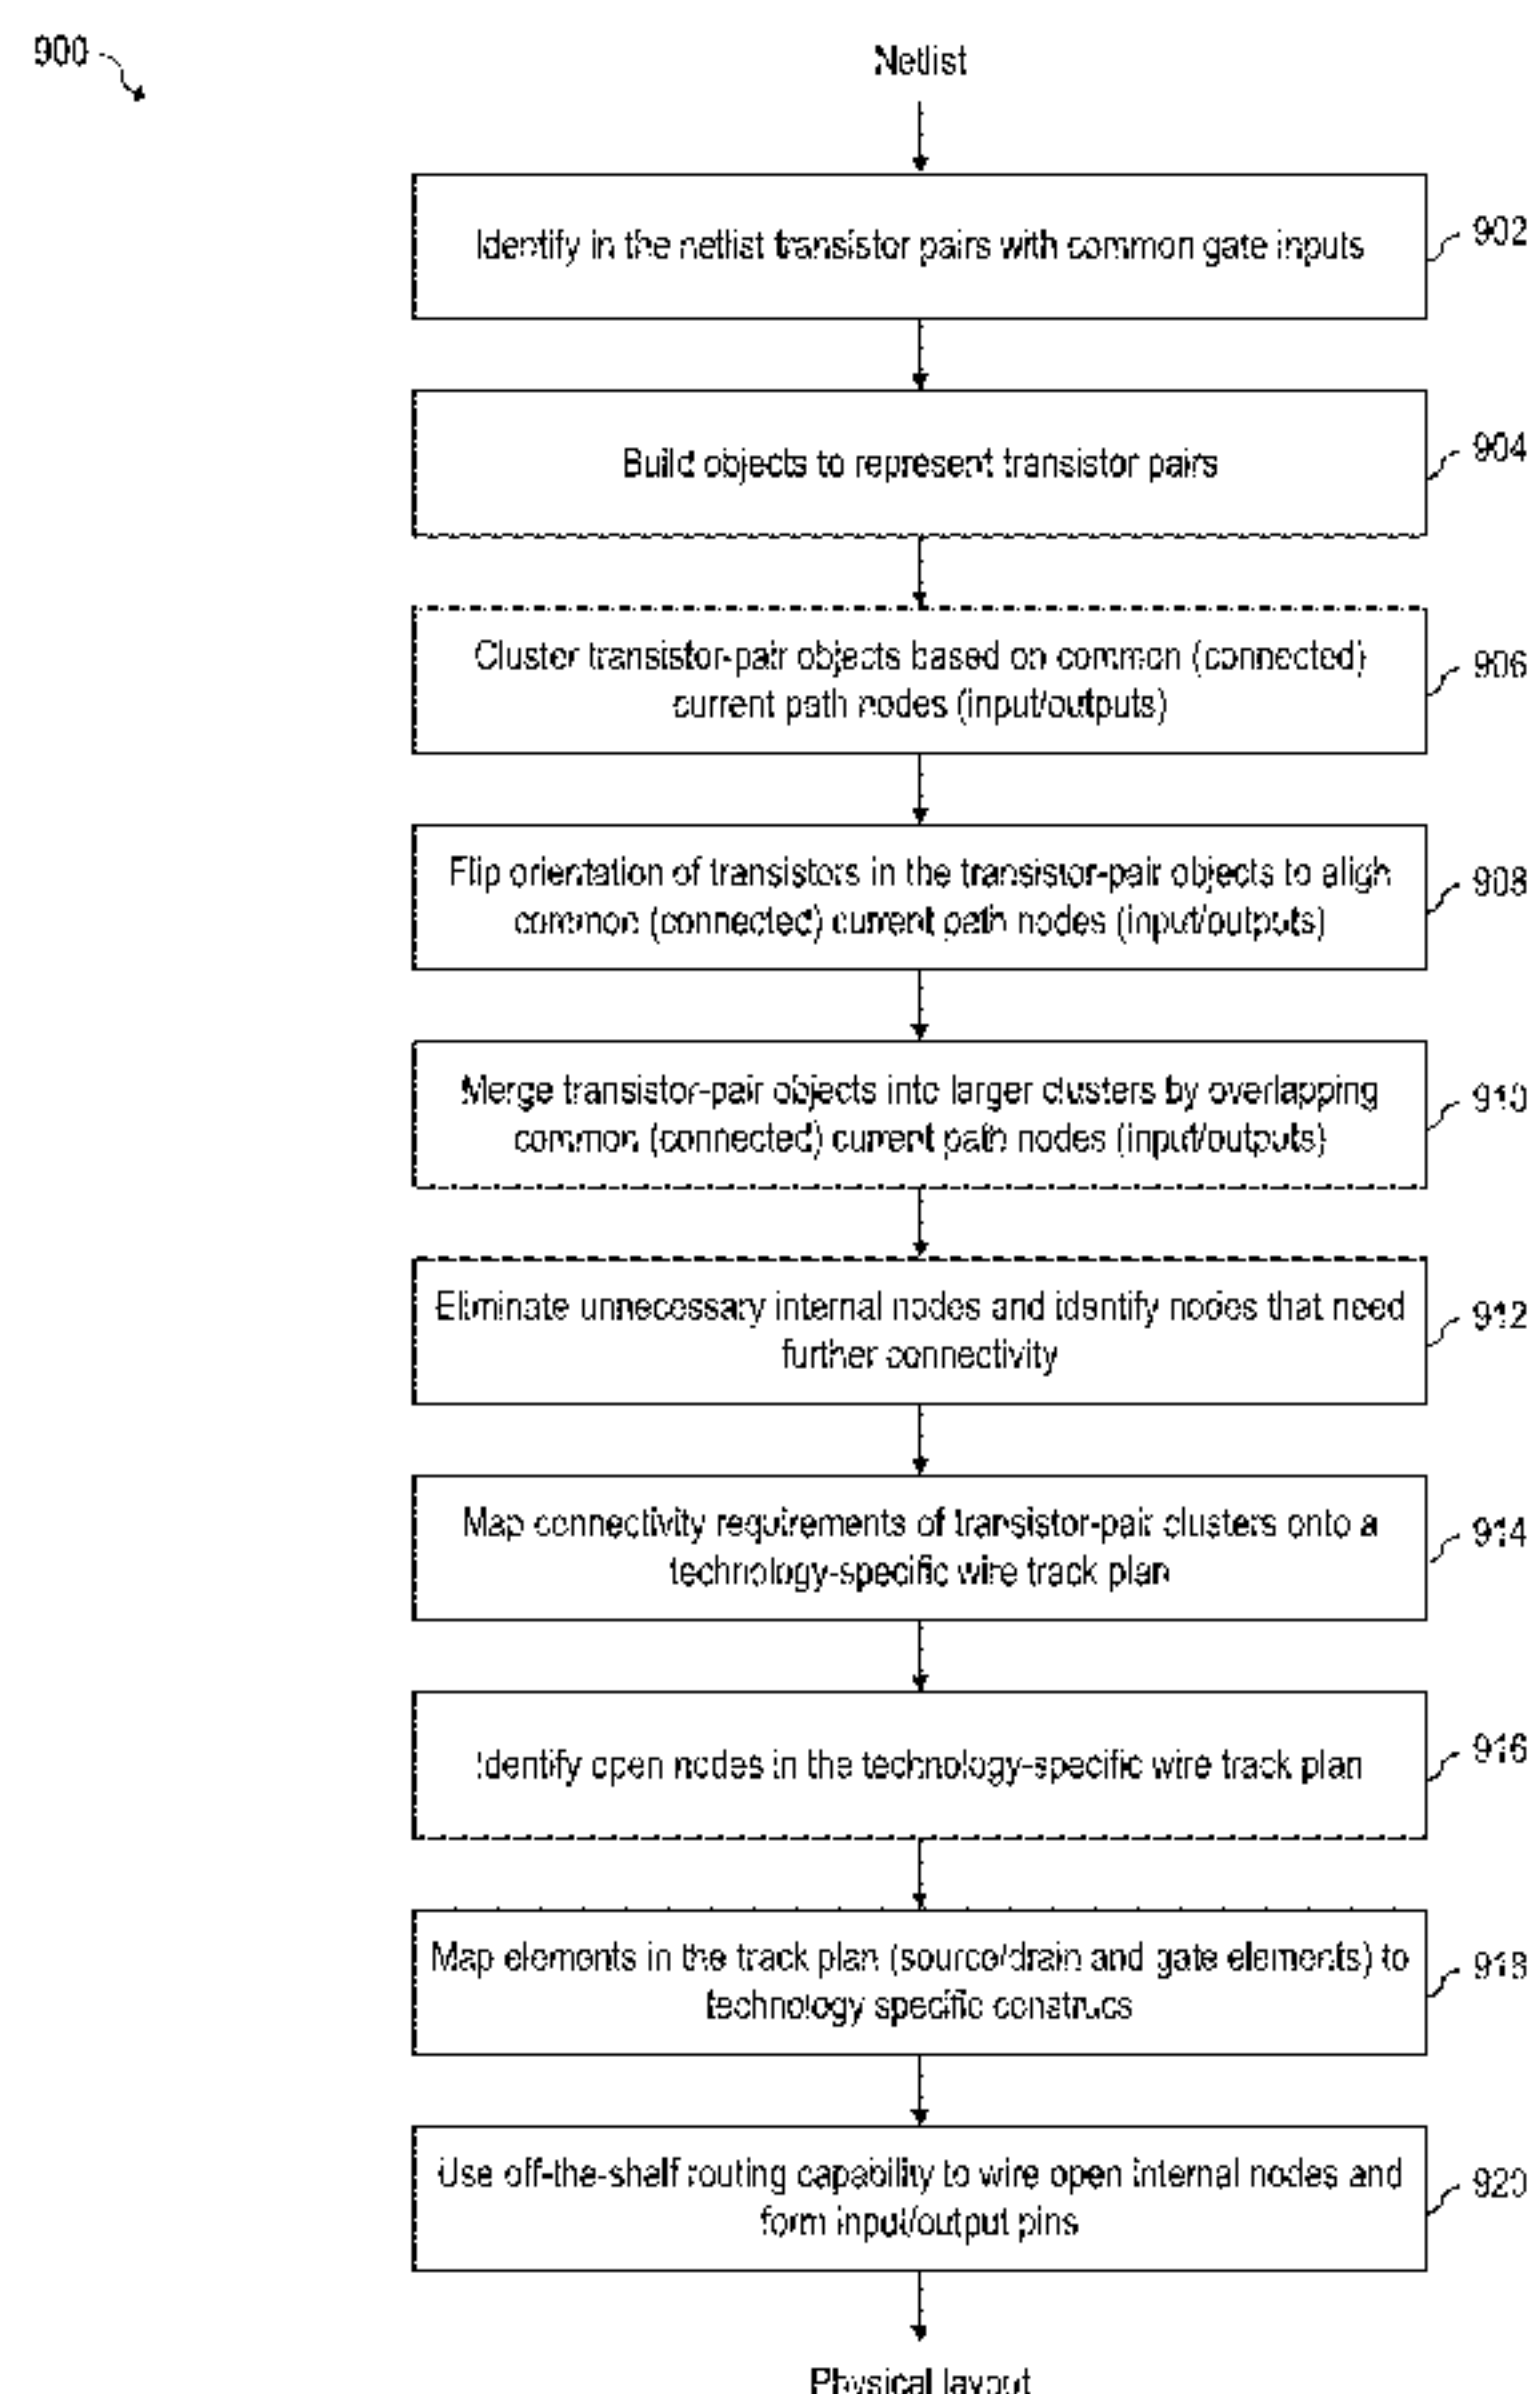 900
Netlist
Identify in the netlist transistor pairs with common gate inputs
902
Build objects to represent transistor pairs
904
Cluster transistor-pair objects based on common (connected)
current path nodes (input/outputs)
906
Flip orientation of transistors in the transistor-pair objects to align
common (connected) current path nodes (input/outputs)
908
Merge transistor-pair objects into larger clusters by overlapping
common (connected) current path nodes (input/outputs)
910
Eliminate unnecessary internal nodes and identify nodes that need
further connectivity
912
Map connectivity requirements of transistor-pair clusters onto a
technology-specific wire track plan
914
Identify open nodes in the technology-specific wire track plan
916
Map elements in the track plan (source/drain and gate elements) to
technology specific construcs
918
Use off-the-shelf routing capability to wire open internal nodes and
form input/output pins
920
Physical layout